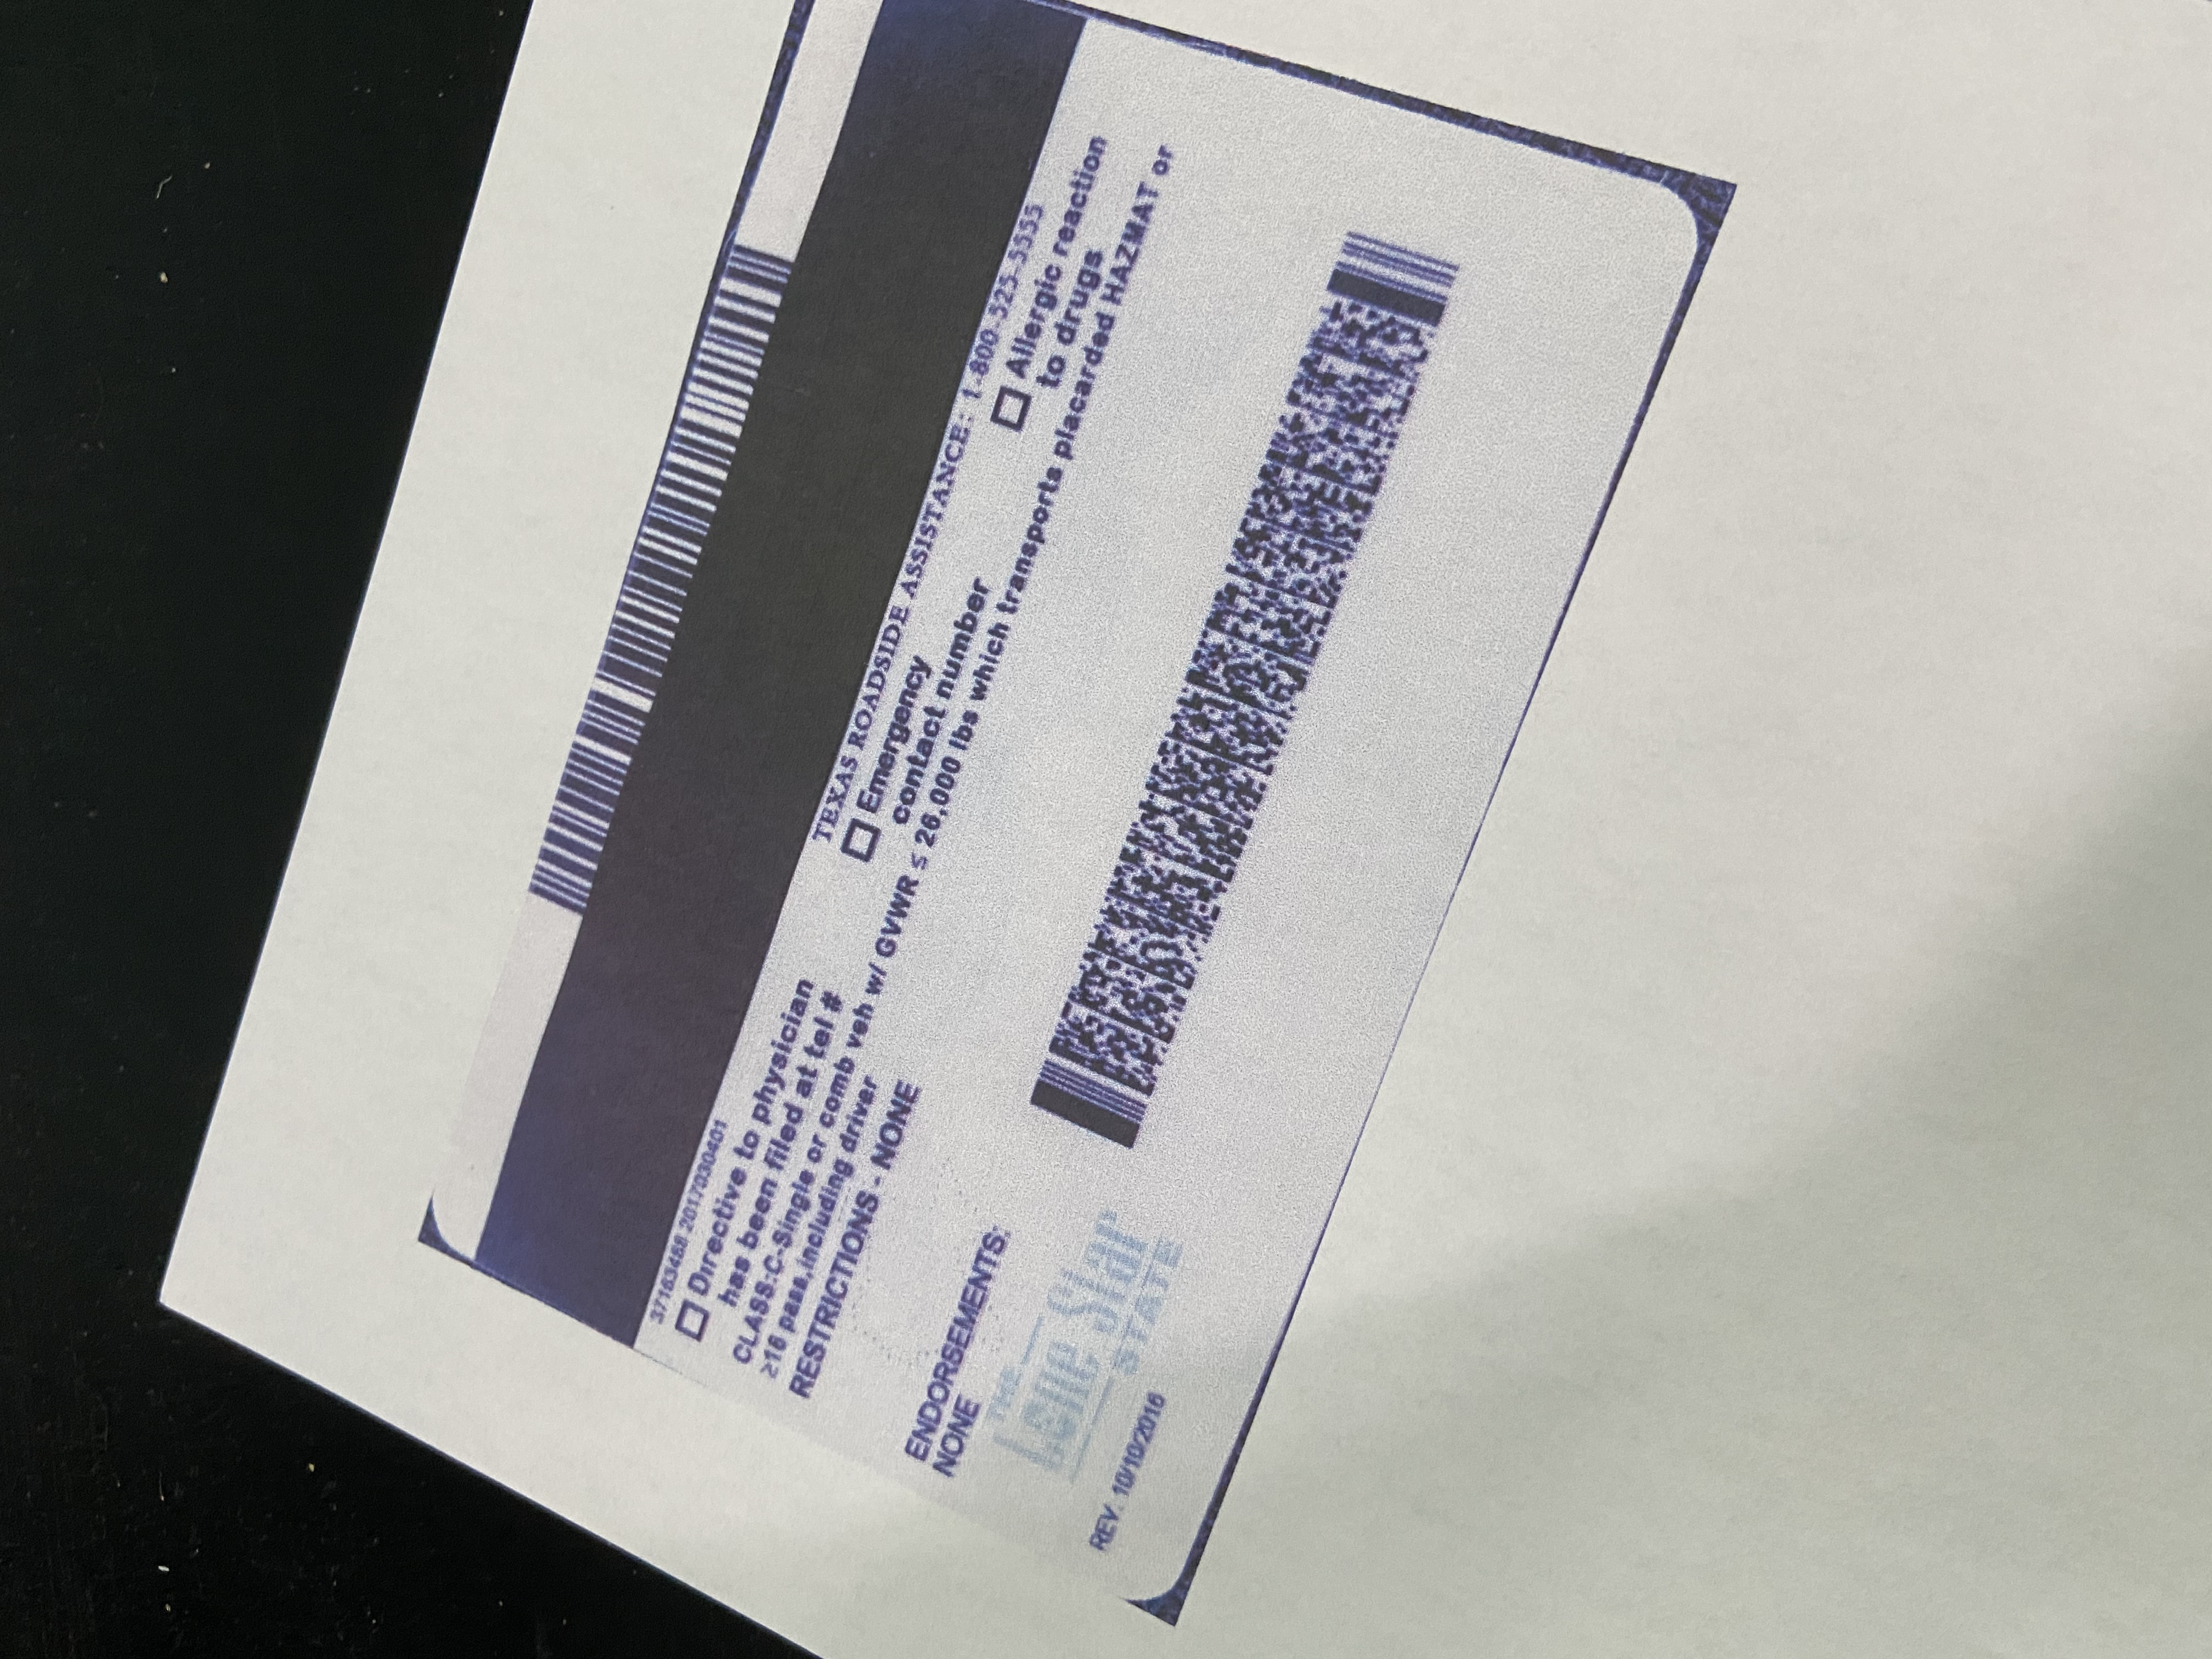 37163468 2017030401
TEXAS ROADSIDE ASSISTANCE: 1-800-525-5555
Directive to physician
has been filed at tel #
Emergency
contact number
Allergic reaction
to drugs
CLASS:C-Single or comb veh w/ GVWR ≤ 26,000 lbs which transports placarded HAZMAT or
≥16 pass,including driver
RESTRICTIONS - NONE
ENDORSEMENTS:
NONE
THE
Lone Star
STATE
REV. 10/10/2016